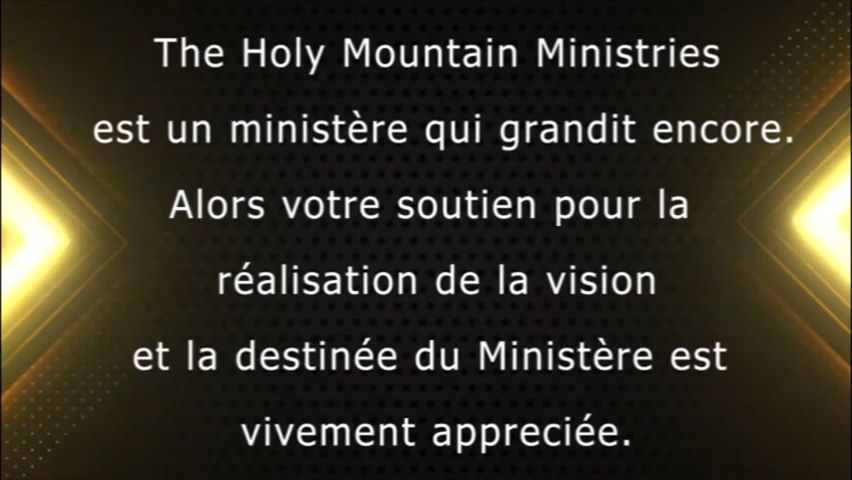 The Holy Mountain Ministries
est un ministère qui grandit encore.
Alors votre soutien pour la
réalisation de la vision
et la destinée du Ministère est
vivement appreciée.